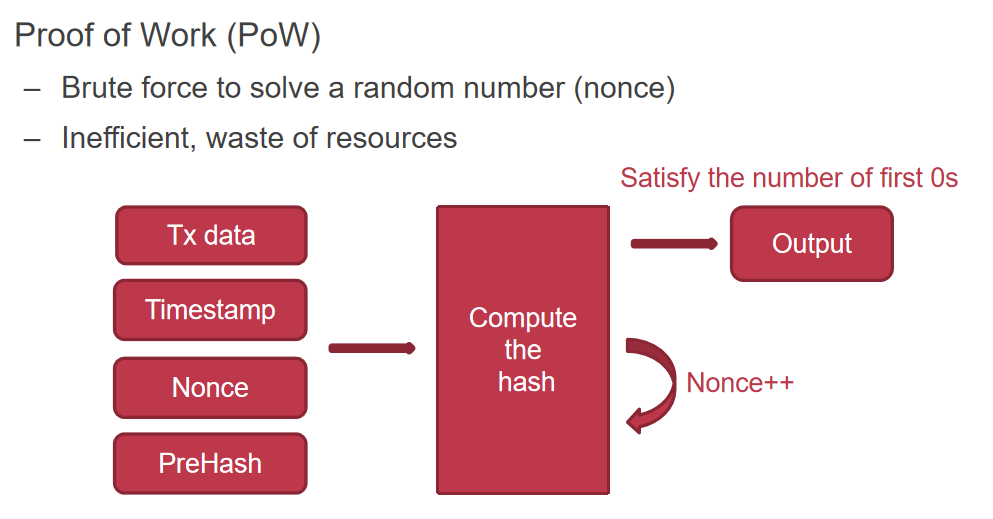 Proof of Work (PoW)
– Brute force to solve a random number (nonce)
– Inefficient, waste of resources
Satisfy the number of first 0s
Tx data
Timestamp
Nonce
PreHash
Compute
the
hash
Output
Nonce++